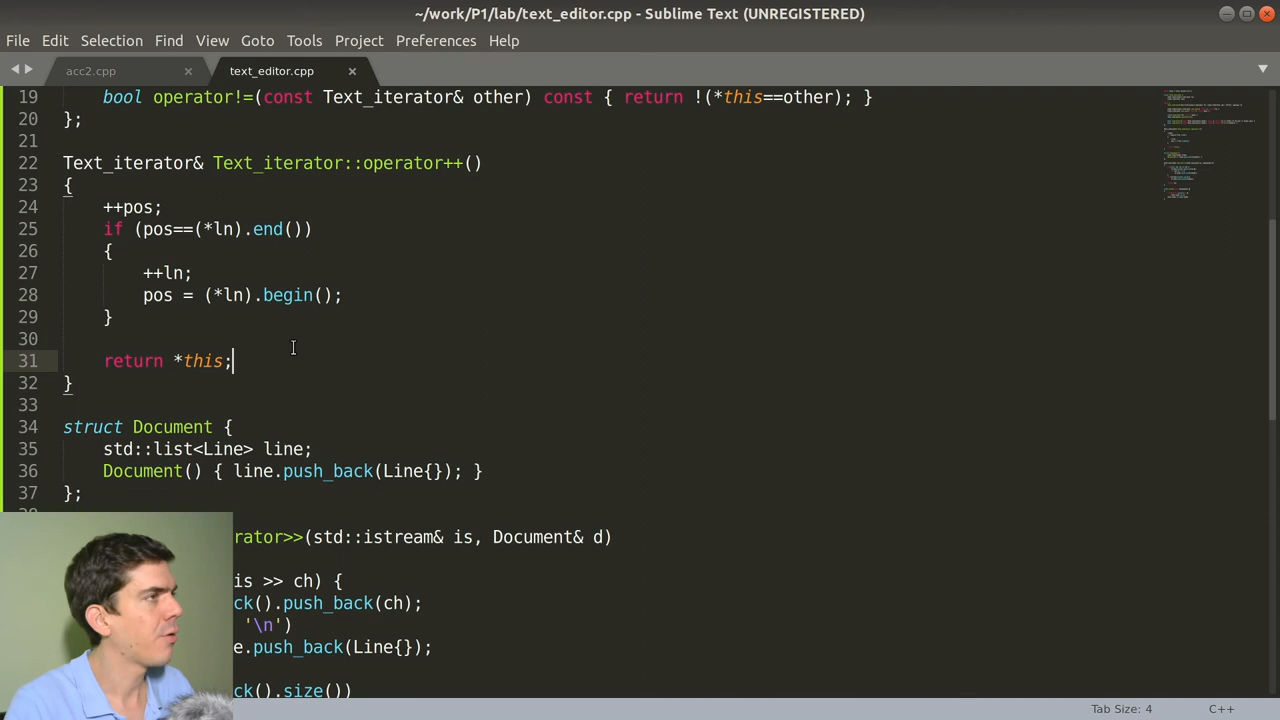 ~/work/P1/lab/text_editor.cpp - Sublime Text (UNREGISTERED)
File Edit Selection Find View Goto Tools Project Preferences Help
acc2.cpp text_editor.cpp
19 bool operator!=(const Text_iterator& other) const { return !(*this==other); }
20 };
21
22 Text_iterator& Text_iterator::operator++()
23 {
24 ++pos;
25 if (pos==(*ln).end())
26 {
27 ++ln;
28 pos = (*ln).begin();
29 }
30
31 return *this;
32 }
33
34 struct Document {
35 std::list<Line> line;
36 Document() { line.push_back(Line{}); }
37 };
erator>>(std::istream& is, Document& d)
is >> ch) {
ck().push_back(ch);
'\n')
e.push_back(Line{});
ck().size())
Tab Size: 4 C++